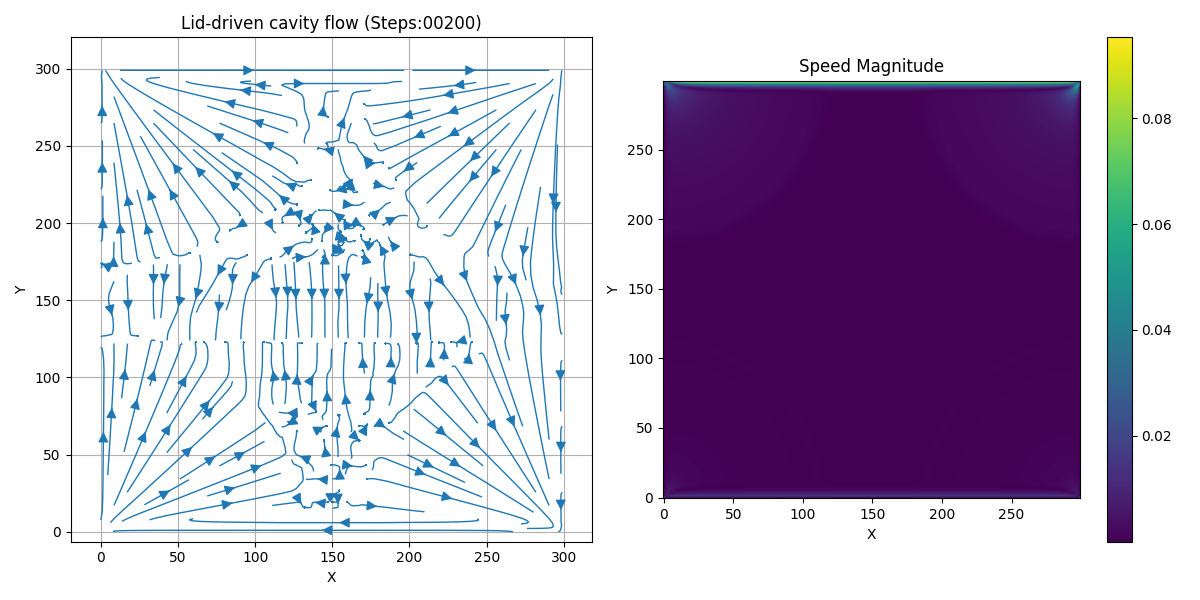 Lid-driven cavity flow (Steps:00200)
Y
300
250
200
150
100
50
0
0 50 100 150 200 250 300
X
Speed Magnitude
Y
250
200
150
100
50
0
0 50 100 150 200 250
X
0.08
0.06
0.04
0.02